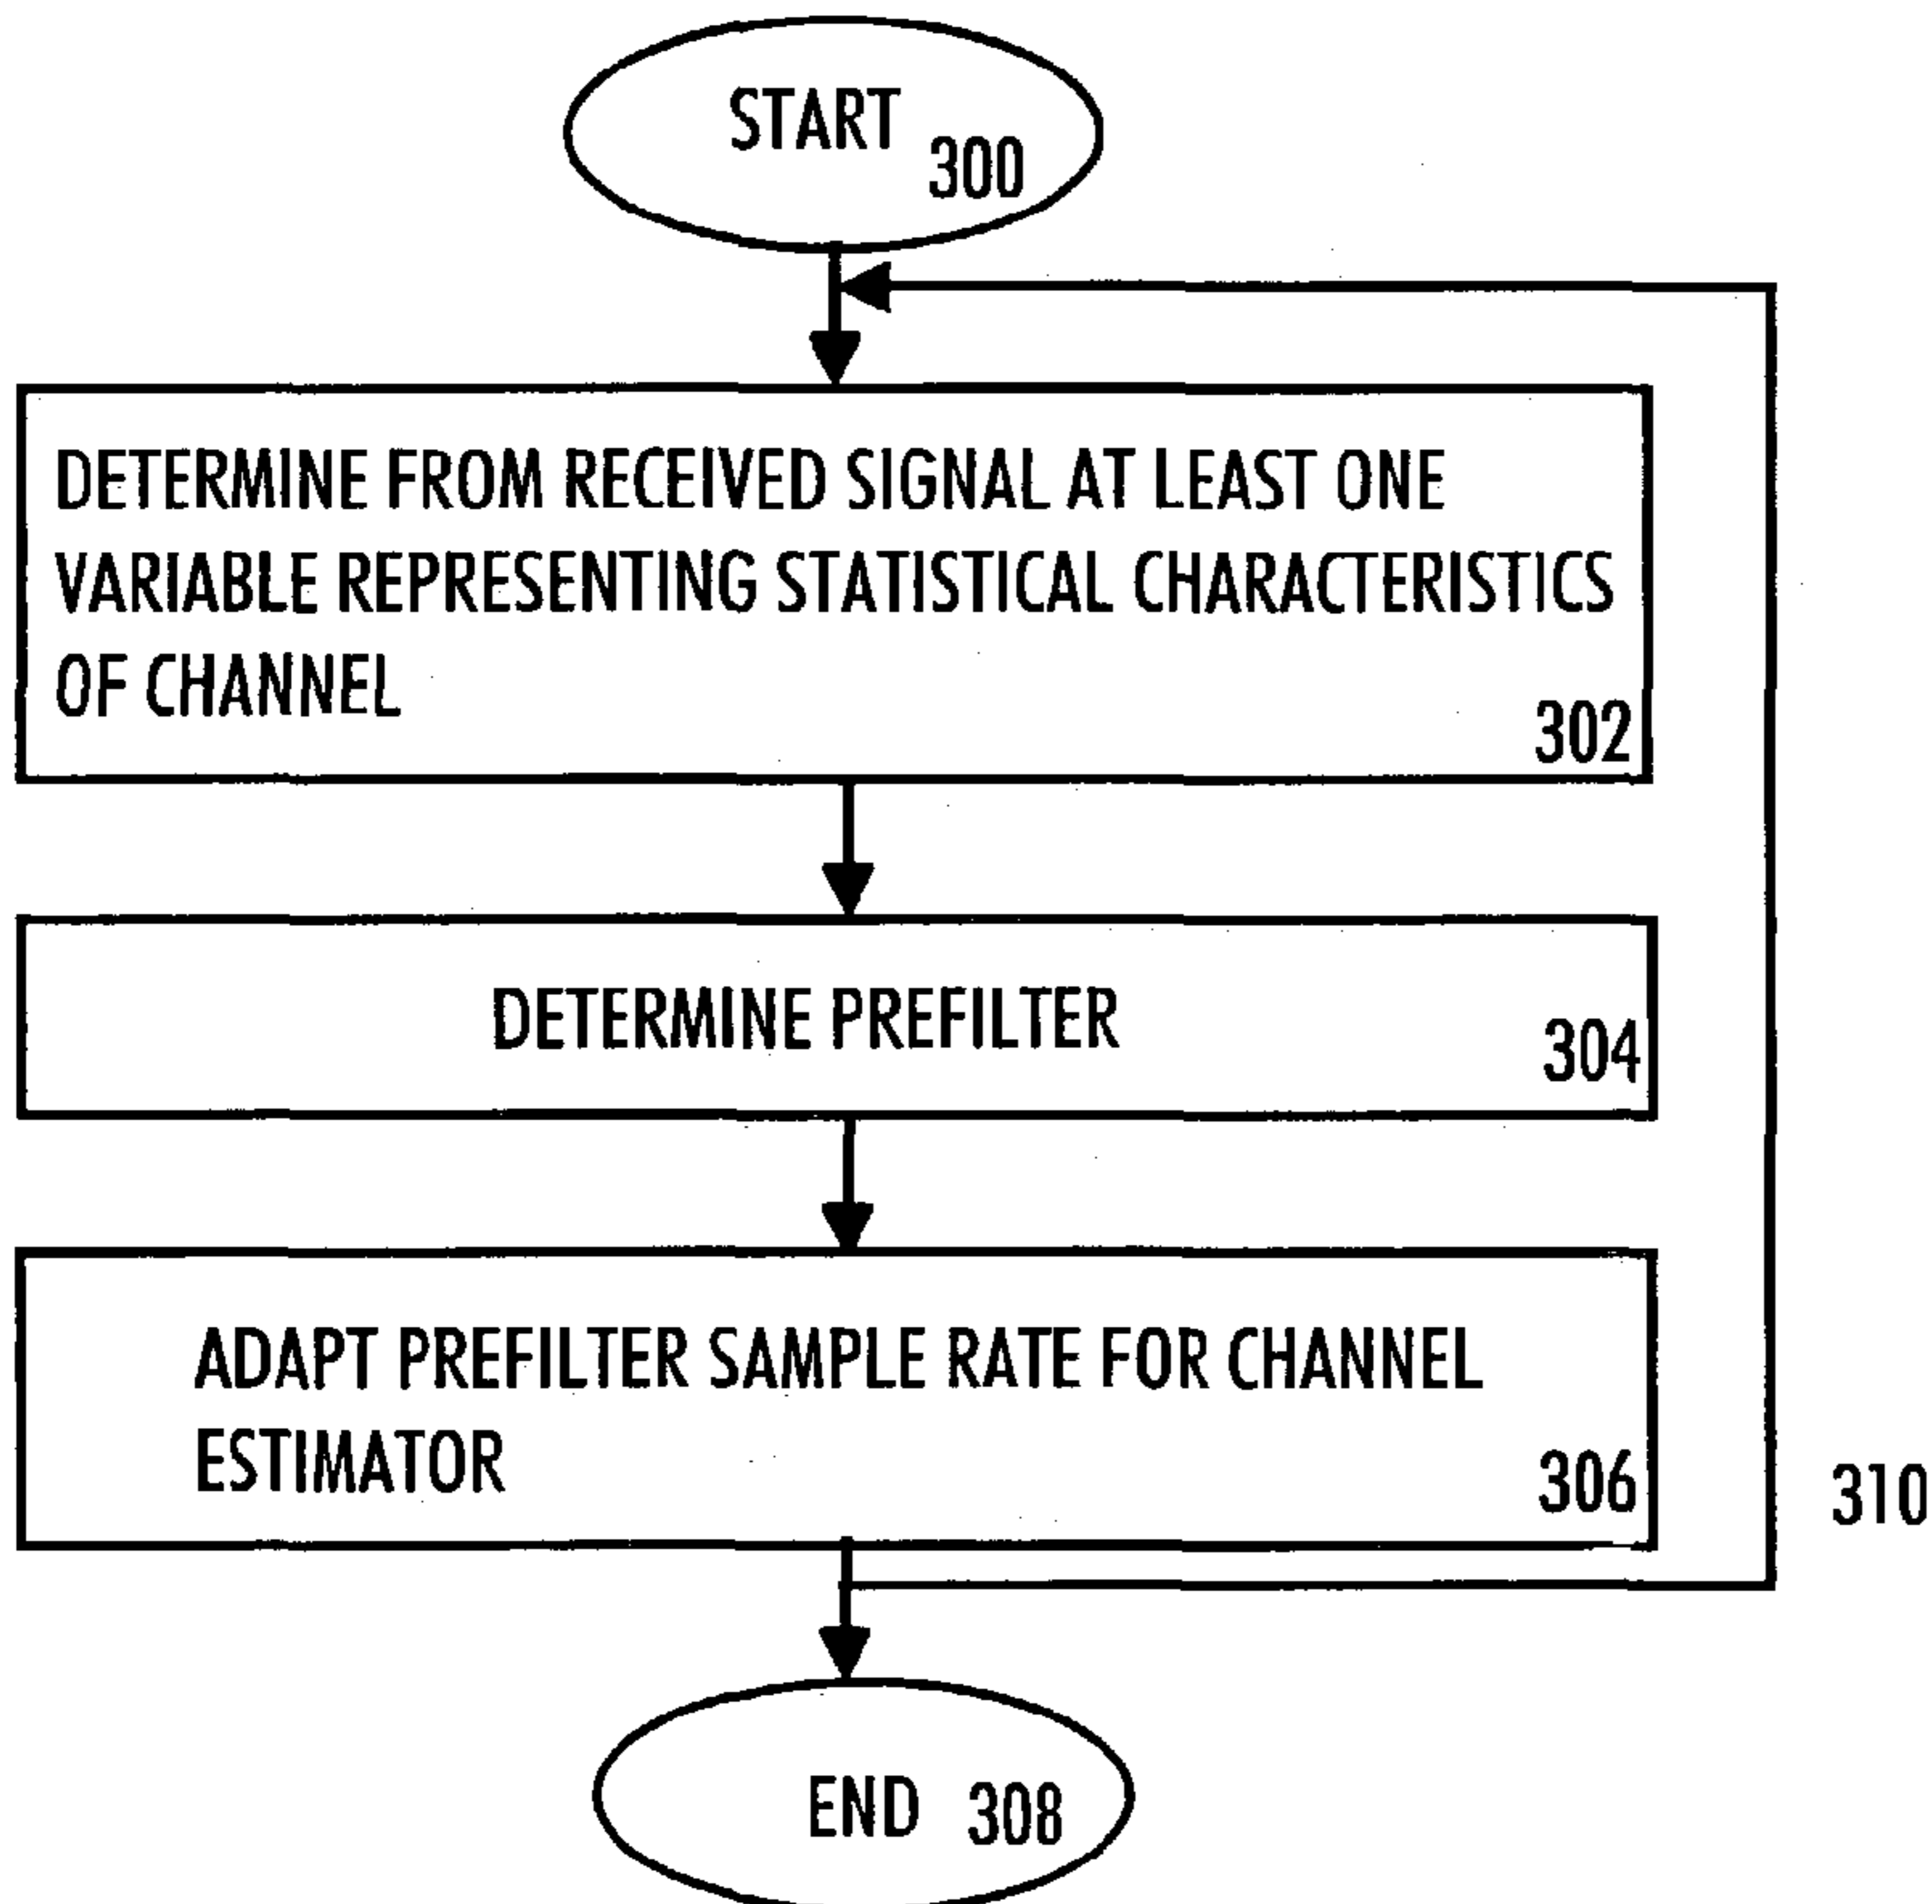 START
300
DETERMINE FROM RECEIVED SIGNAL AT LEAST ONE
VARIABLE REPRESENTING STATISTICAL CHARACTERISTICS
OF CHANNEL
302
DETERMINE PREFILTER
304
ADAPT PREFILTER SAMPLE RATE FOR CHANNEL
ESTIMATOR
306
310
END 308